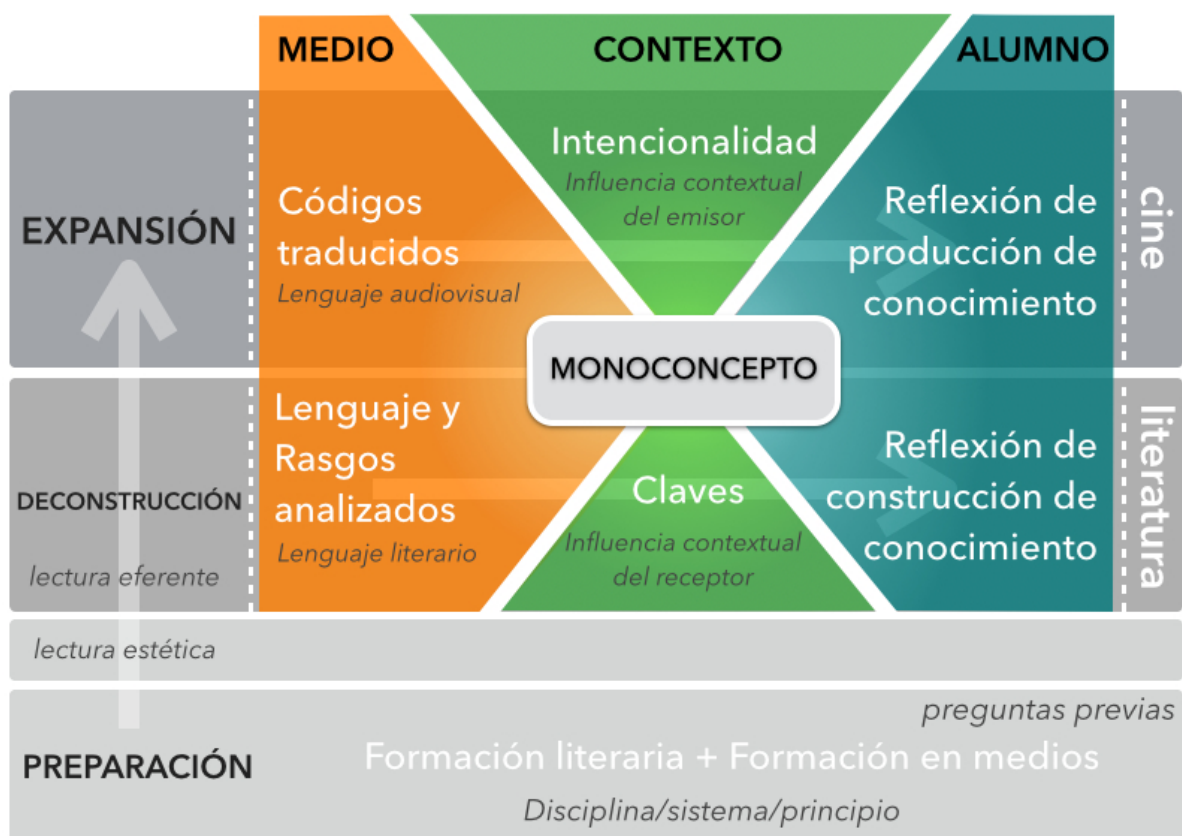 MEDIO
CONTEXTO
ALUMNO
EXPANSIÓN
Códigos
traducidos
Lenguaje audiovisual
Intencionalidad
Influencia contextual
del emisor
Reflexión de
producción de
conocimiento
cine
MONOCONCEPTO
DECONSTRUCCIÓN
lectura eferente
Lenguaje y
Rasgos
analizados
Lenguaje literario
Claves
Influencia contextual
del receptor
Reflexión de
construcción de
conocimiento
literatura
lectura estética
preguntas previas
PREPARACIÓN
Formación literaria + Formación en medios
Disciplina/sistema/principio